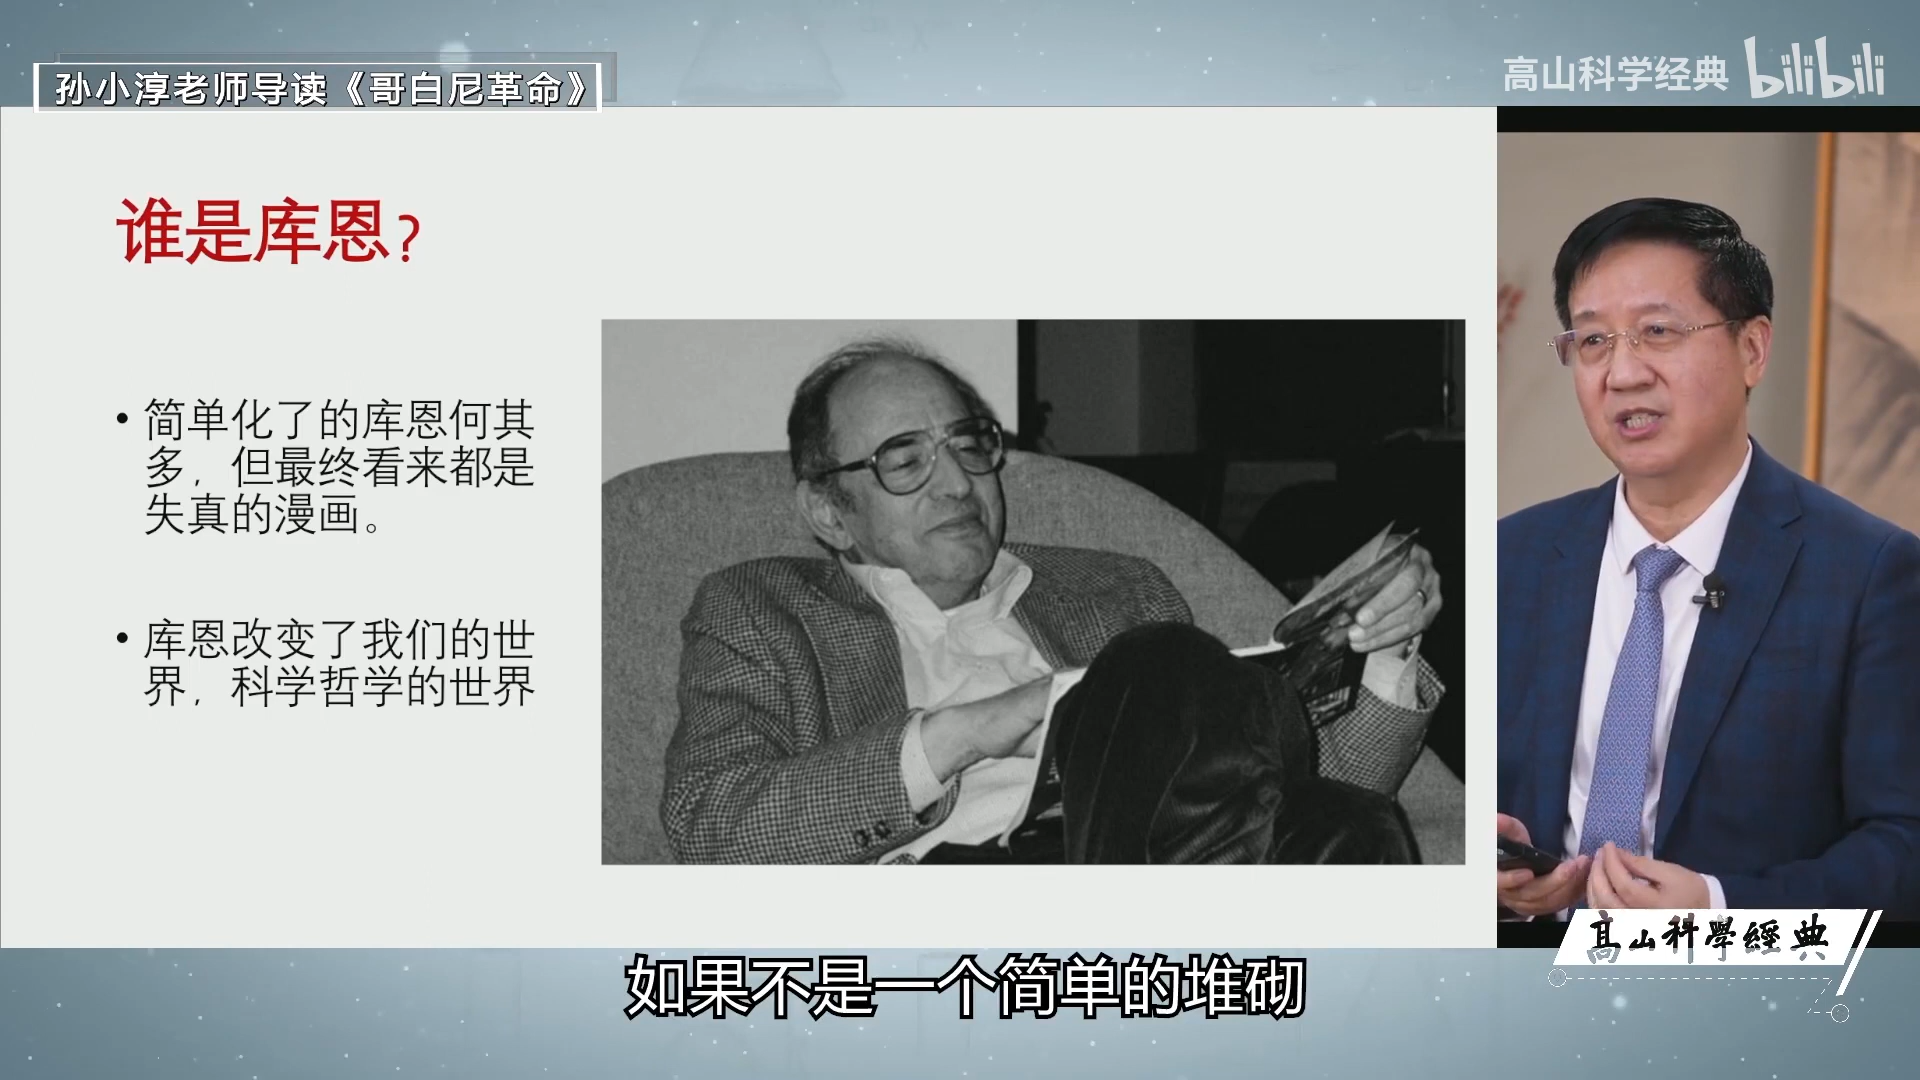 孙小淳老师导读《哥白尼革命》
高山科学经典 bilibili
谁是库恩？
• 简单化了的库恩何其
多，但最终看来都是
失真的漫画。
• 库恩改变了我们的世
界，科学哲学的世界
高山科學經典
如果不是一个简单的堆砌